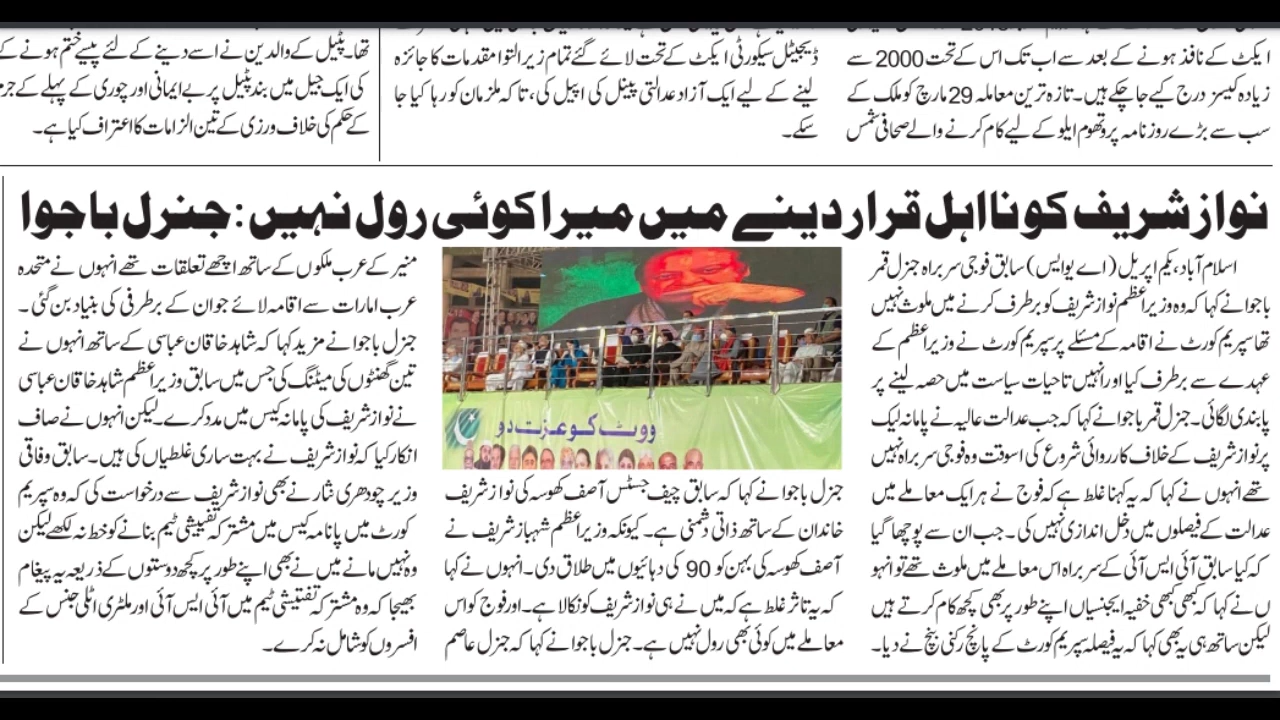 ایکٹ کے نافذ ہونے کے بعد سے اب تک اس کے تحت 2000 سے
زیادہ کیسز درج کیے جاچکے ہیں۔ تازہ ترین معاملہ 29 مارچ کو ملک کے
سب سے بڑے روزنامہ پروتھوم ایلو کے لیے کام کرنے والے صحافی شمس
ڈیجیٹل سیکورٹی ایکٹ کے تحت لائے گئے تمام زیر التوا مقدمات کا جائزہ
لینے کے لیے ایک آزاد عدالتی پینل کی اپیل کی، تاکہ ملزمان کو رہا کیا جا
سکے۔
تھا۔ پٹیل کے والدین نے اسے دینے کے لئے پیسے ختم ہونے کے
کی ایک جیل میں بند پٹیل پر بے ایمانی اور چوری کے پہلے کے جرم
کے حکم کی خلاف ورزی کے تین الزامات کا اعتراف کیا ہے۔
نواز شریف کو نااہل قرار دینے میں میرا کوئی رول نہیں: جنرل باجوا
اسلام آباد، یکم اپریل (اے یو ایس) سابق فوجی سربراہ جنرل قمر
باجوا نے کہا کہ وہ وزیر اعظم نواز شریف کو برطرف کرنے میں ملوث نہیں
تھا سپریم کورٹ نے اقامہ کے مسئلے پر سپریم کورٹ نے وزیر اعظم کے
عہدے سے برطرف کیا اور انہیں تاحیات سیاست میں حصہ لینے پر
پابندی لگائی۔ جنرل قمر باجوا نے کہا کہ جب عدالت عالیہ نے پامانہ لیک
پر نواز شریف کے خلاف کارروائی شروع کی اسوقت وہ فوجی سربراہ نہیں
تھے انہوں نے کہا کہ یہ کہنا غلط ہے کہ فوج نے ہر ایک معاملے میں
عدالت کے فیصلوں میں دخل اندازی نہیں کی۔ جب ان سے پوچھا گیا
کہ کیا سابق آئی ایس آئی کے سربراہ اس معاملے میں ملوث تھے تو انہو
ں نے کہا کہ کبھی کبھی خفیہ ایجنسیاں اپنے طور پر بھی کچھ کام کرتے ہیں
لیکن ساتھ ہی یہ بھی کہا کہ یہ فیصلہ سپریم کورٹ کے پانچ رکنی بنچ نے دیا۔
ووٹ کو عزت دو
جنرل باجوا نے کہا کہ سابق چیف جسٹس آصف کھوسہ کی نواز شریف
خاندان کے ساتھ ذاتی دشمنی ہے۔ کیونکہ وزیر اعظم شہباز شریف نے
آصف کھوسہ کی بہن کو 90 کی دہائیوں میں طلاق دی۔ انہوں نے کہا
کہ یہ تاثر غلط ہے کہ میں نے ہی نواز شریف کو نکالا ہے۔ اور فوج کو اس
معاملے میں کوئی بھی رول نہیں ہے۔ جنرل باجوا نے کہا کہ جنرل عاصم
منیر کے عرب ملکوں کے ساتھ اچھے تعلقات تھے انہوں نے متحدہ
عرب امارات سے اقامہ لائے جو ان کے برطرفی کی بنیاد بن گئی۔
جنرل باجوا نے مزید کہا کہ شاہد خاقان عباسی کے ساتھ انہوں نے
تین گھنٹوں کی میٹنگ کی جس میں سابق وزیر اعظم شاہد خاقان عباسی
نے نواز شریف کی پامانہ کیس میں مدد کرے۔ لیکن انہوں نے صاف
انکار کیا کہ نواز شریف نے بہت ساری غلطیاں کی ہیں۔ سابق وفاقی
وزیر چودھری نثار نے بھی نواز شریف سے درخواست کی کہ وہ سپریم
کورٹ میں پانامہ کیس میں مشترکہ تفتیشی ٹیم بنانے کو خط نہ لکھے لیکن
وہ نہیں مانے میں نے بھی اپنے طور پر کچھ دوستوں کے ذریعہ یہ پیغام
بھیجا کہ وہ مشترکہ تفتیشی ٹیم میں آئی ایس آئی اور ملٹری انٹلی جنس کے
افسروں کو شامل نہ کرے۔